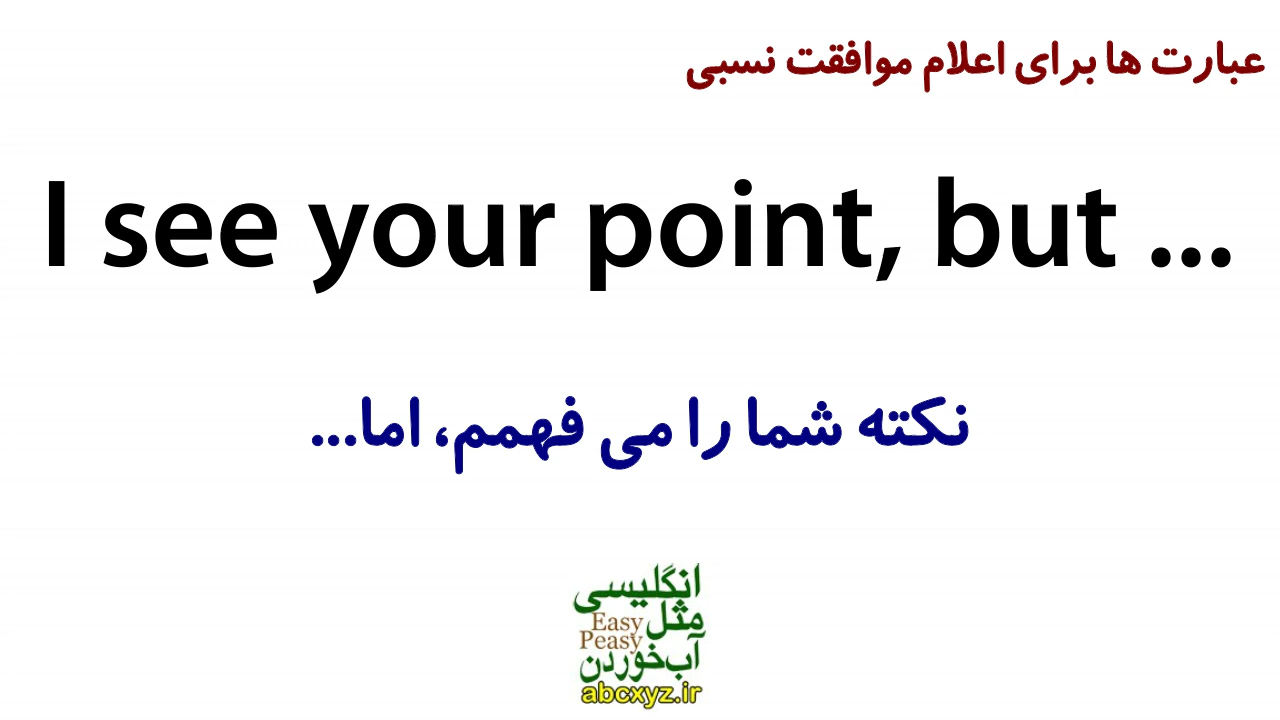 عبارت ها برای اعلام موافقت نسبی
I see your point, but ...
نکته شما را می فهمم، اما...
انگلیسی
مثل Easy
Peasy
آب‌خوردن
abcxyz.ir